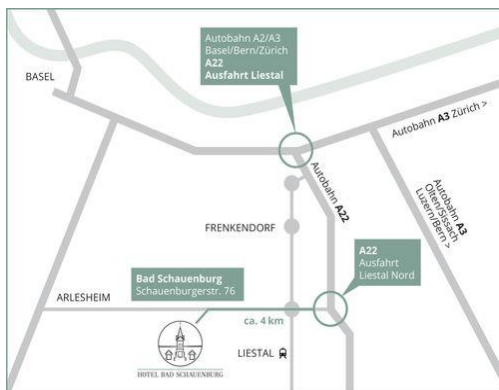 Autobahn A2/A3
Basel/Bern/Zürich
A22
Ausfahrt Liestal
BASEL
Autobahn A3 Zürich >
Autobahn A22
Autobahn A3
Olten/Sissach
Luzern/Bern >
FRENKENDORF
A22
Ausfahrt
Liestal Nord
Bad Schauenburg
Schauenburgerstr. 76
ARLESHEIM
ca. 4 km
LIESTAL
HOTEL BAD SCHAUENBURG